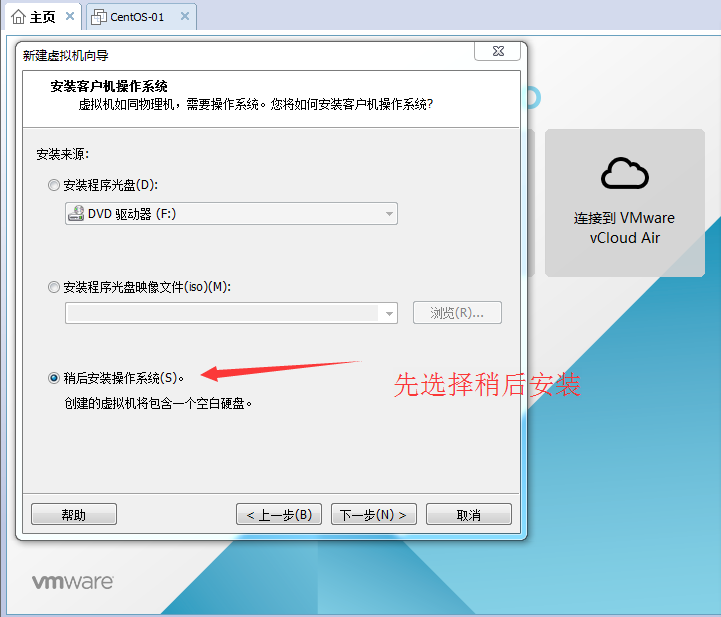 主页
CentOS-01
新建虚拟机向导
安装客户机操作系统
虚拟机如同物理机，需要操作系统。您将如何安装客户机操作系统?
安装来源:
安装程序光盘(D):
DVD 驱动器 (F:)
安装程序光盘映像文件(iso)(M):
浏览(R)...
稍后安装操作系统(S)。
创建的虚拟机将包含一个空白硬盘。
先选择稍后安装
帮助
< 上一步(B)
下一步(N) >
取消
连接到 VMware
vCloud Air
vmware